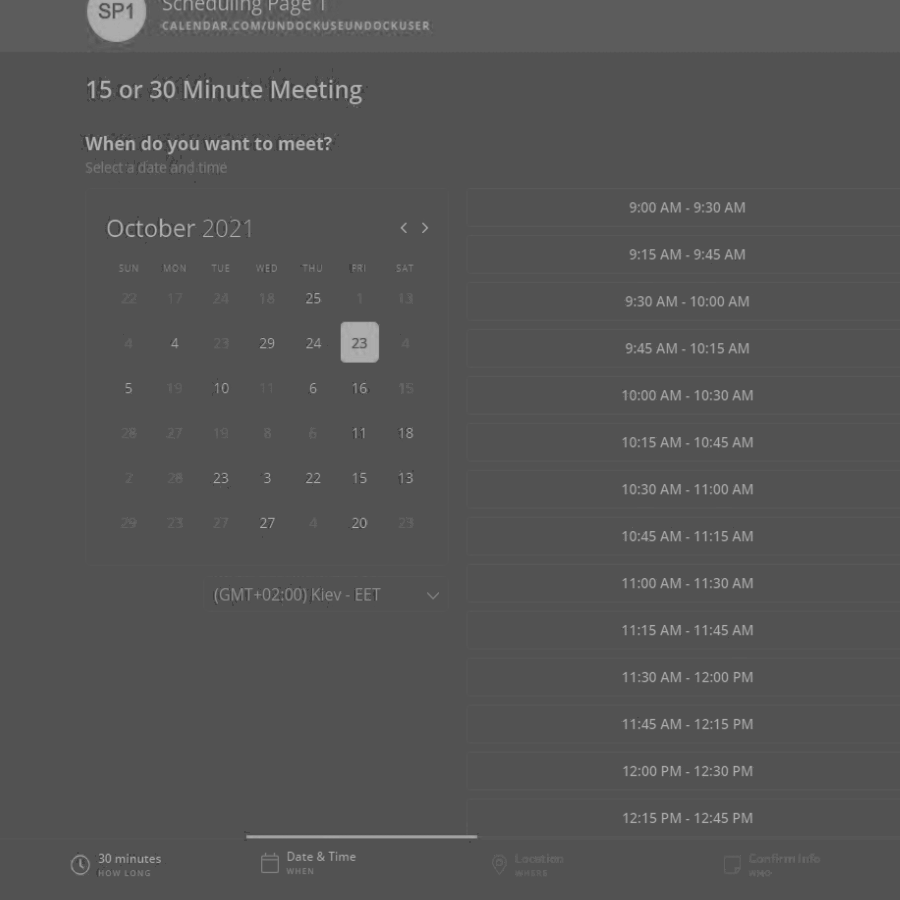 SP1
Scheduling Page 1
CALENDAR.COM/UNDOCKUSEUNDOCKUSER
15 or 30 Minute Meeting
When do you want to meet?
Select a date and time
October 2021
SUN MON TUE WED THU FRI SAT
22 17 24 18 25 1 13
4 4 23 29 24 23 4
5 19 10 11 6 16 15
28 27 19 8 6 11 18
2 28 23 3 22 15 13
29 23 27 27 4 20 23
(GMT+02:00) Kiev - EET
9:00 AM - 9:30 AM
9:15 AM - 9:45 AM
9:30 AM - 10:00 AM
9:45 AM - 10:15 AM
10:00 AM - 10:30 AM
10:15 AM - 10:45 AM
10:30 AM - 11:00 AM
10:45 AM - 11:15 AM
11:00 AM - 11:30 AM
11:15 AM - 11:45 AM
11:30 AM - 12:00 PM
11:45 AM - 12:15 PM
12:00 PM - 12:30 PM
12:15 PM - 12:45 PM
30 minutes
HOW LONG
Date & Time
WHEN
Location
WHERE
Confirm Info
WHO